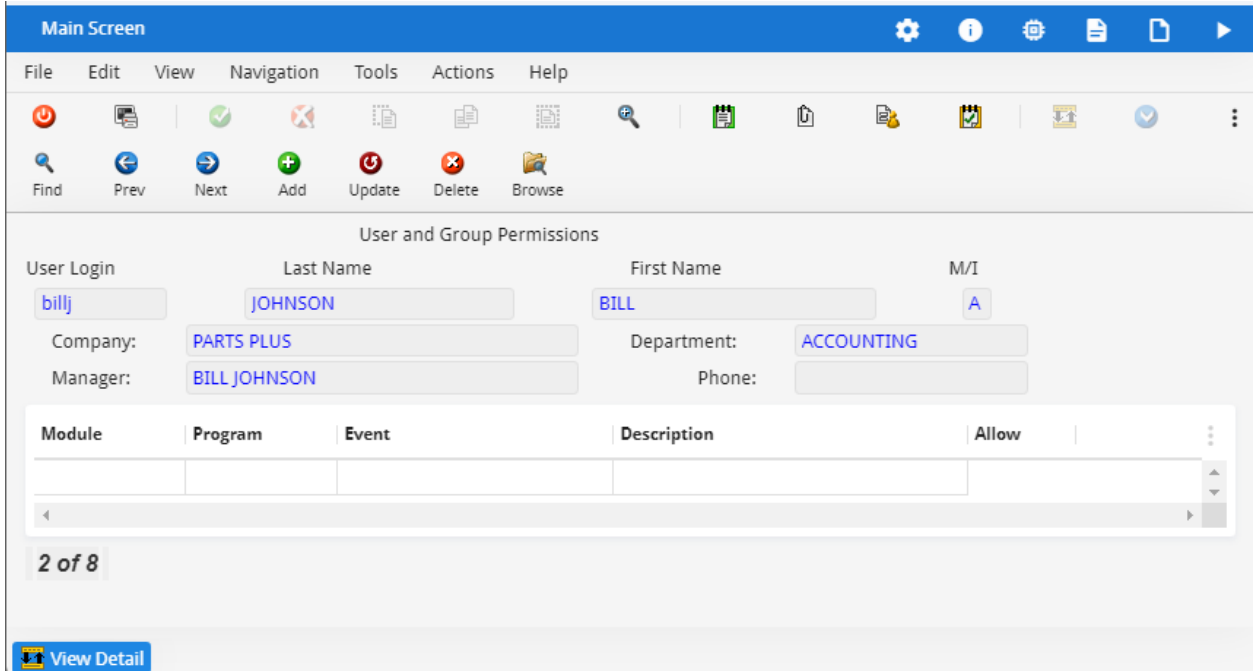 Main Screen
File Edit View Navigation Tools Actions Help
Find Prev Next Add Update Delete Browse
User and Group Permissions
User Login Last Name First Name M/I
billj JOHNSON BILL A
Company: PARTS PLUS Department: ACCOUNTING
Manager: BILL JOHNSON Phone:
Module Program Event Description Allow
2 of 8
View Detail